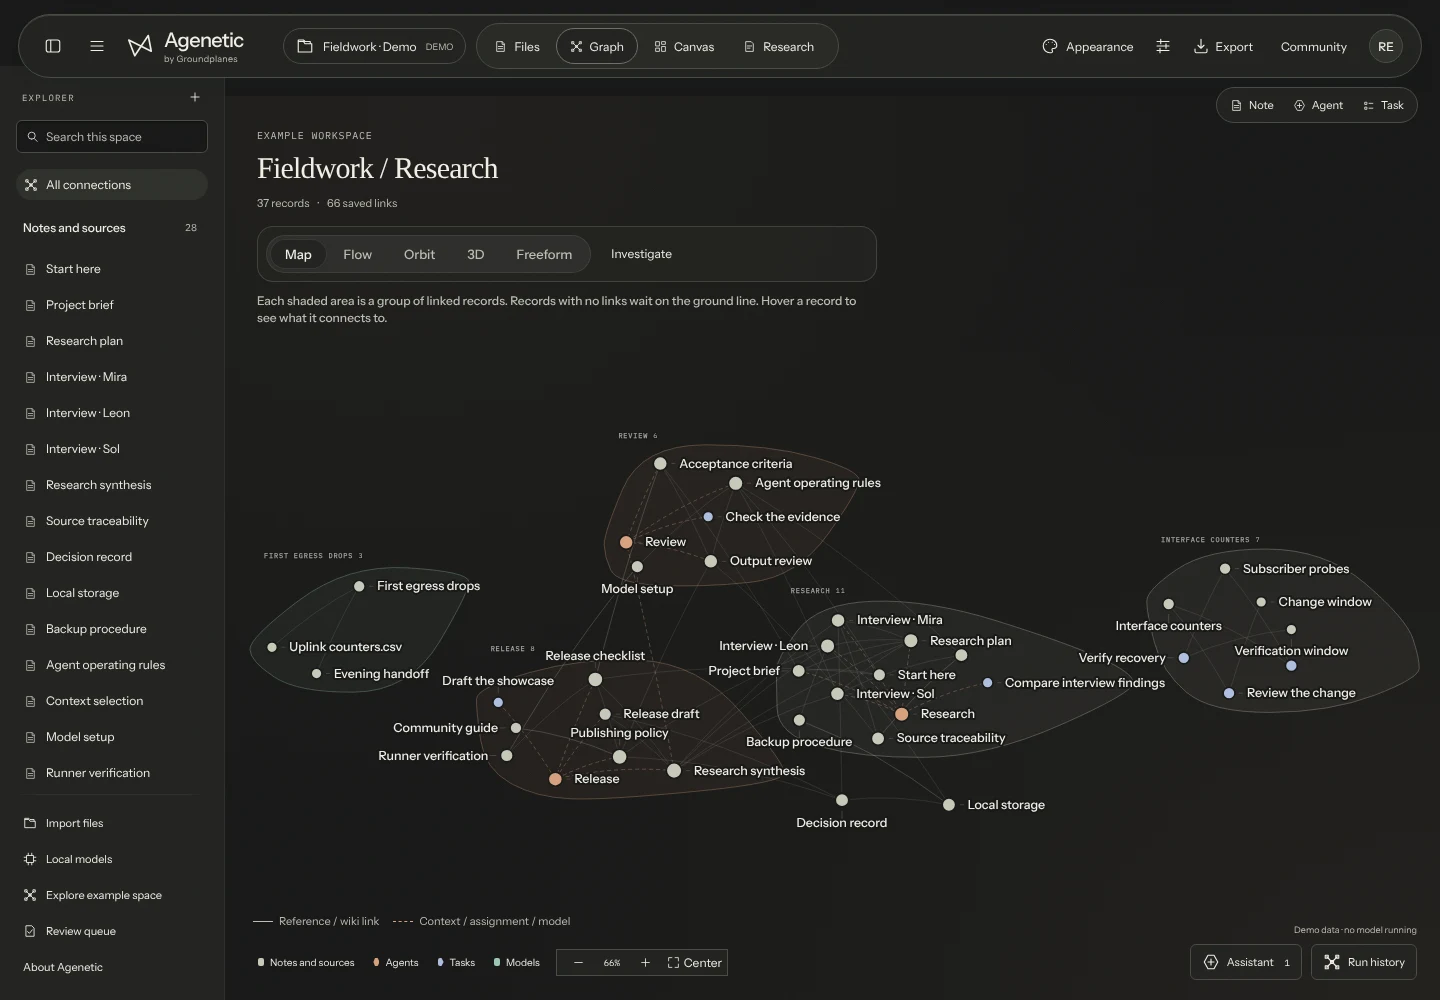 Agenetic
by Groundplanes
Fieldwork · Demo DEMO
Files
Graph
Canvas
Research
Appearance
Export
Community
RE
EXPLORER
Search this space
All connections
Notes and sources 28
Start here
Project brief
Research plan
Interview · Mira
Interview · Leon
Interview · Sol
Research synthesis
Source traceability
Decision record
Local storage
Backup procedure
Agent operating rules
Context selection
Model setup
Runner verification
Import files
Local models
Explore example space
Review queue
About Agenetic
Note
Agent
Task
EXAMPLE WORKSPACE
Fieldwork / Research
37 records · 66 saved links
Map
Flow
Orbit
3D
Freeform
Investigate
Each shaded area is a group of linked records. Records with no links wait on the ground line. Hover a record to
see what it connects to.
REVIEW 6
Acceptance criteria
Agent operating rules
Check the evidence
Review
Output review
Model setup
FIRST EGRESS DROPS 3
First egress drops
Uplink counters.csv
Evening handoff
RELEASE 8
Release checklist
Draft the showcase
Release draft
Community guide
Publishing policy
Runner verification
Research synthesis
Release
RESEARCH 11
Interview · Mira
Interview · Leon
Research plan
Project brief
Start here
Compare interview findings
Interview · Sol
Research
Backup procedure
Source traceability
Decision record
Local storage
INTERFACE COUNTERS 7
Subscriber probes
Change window
Interface counters
Verification window
Verify recovery
Review the change
Reference / wiki link
Context / assignment / model
Notes and sources
Agents
Tasks
Models
66%
Center
Demo data · no model running
Assistant 1
Run history